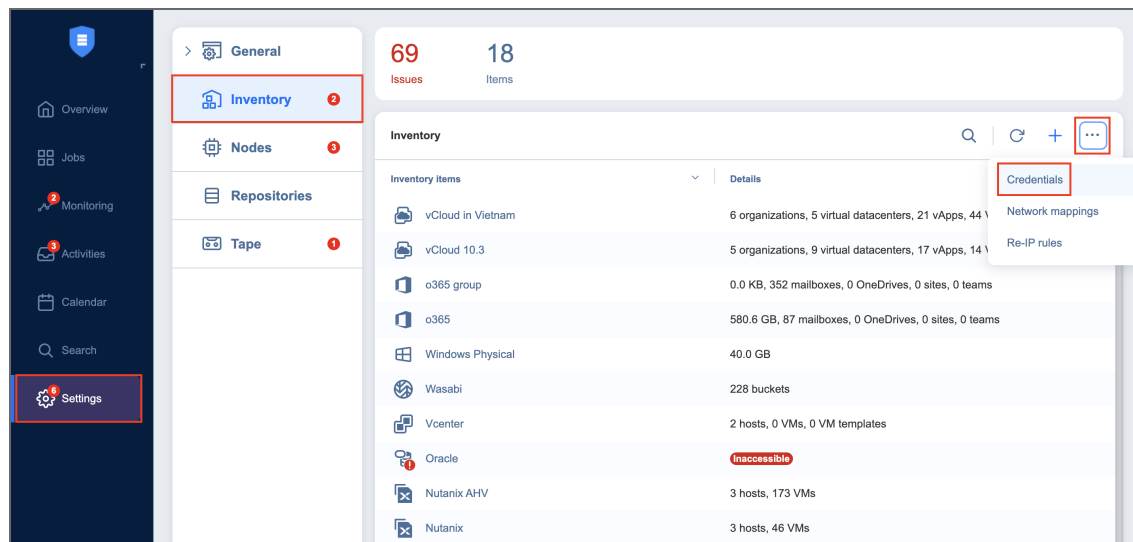 Overview
Jobs
2
Monitoring
3
Activities
Calendar
Search
6
Settings
General
Inventory 2
Nodes 3
Repositories
Tape 1
69 18
Issues Items
Inventory
Inventory items Details
Credentials
Network mappings
Re-IP rules
vCloud in Vietnam 6 organizations, 5 virtual datacenters, 21 vApps, 44
vCloud 10.3 5 organizations, 9 virtual datacenters, 17 vApps, 14
o365 group 0.0 KB, 352 mailboxes, 0 OneDrives, 0 sites, 0 teams
o365 580.6 GB, 87 mailboxes, 0 OneDrives, 0 sites, 0 teams
Windows Physical 40.0 GB
Wasabi 228 buckets
Vcenter 2 hosts, 0 VMs, 0 VM templates
Oracle Inaccessible
Nutanix AHV 3 hosts, 173 VMs
Nutanix 3 hosts, 46 VMs